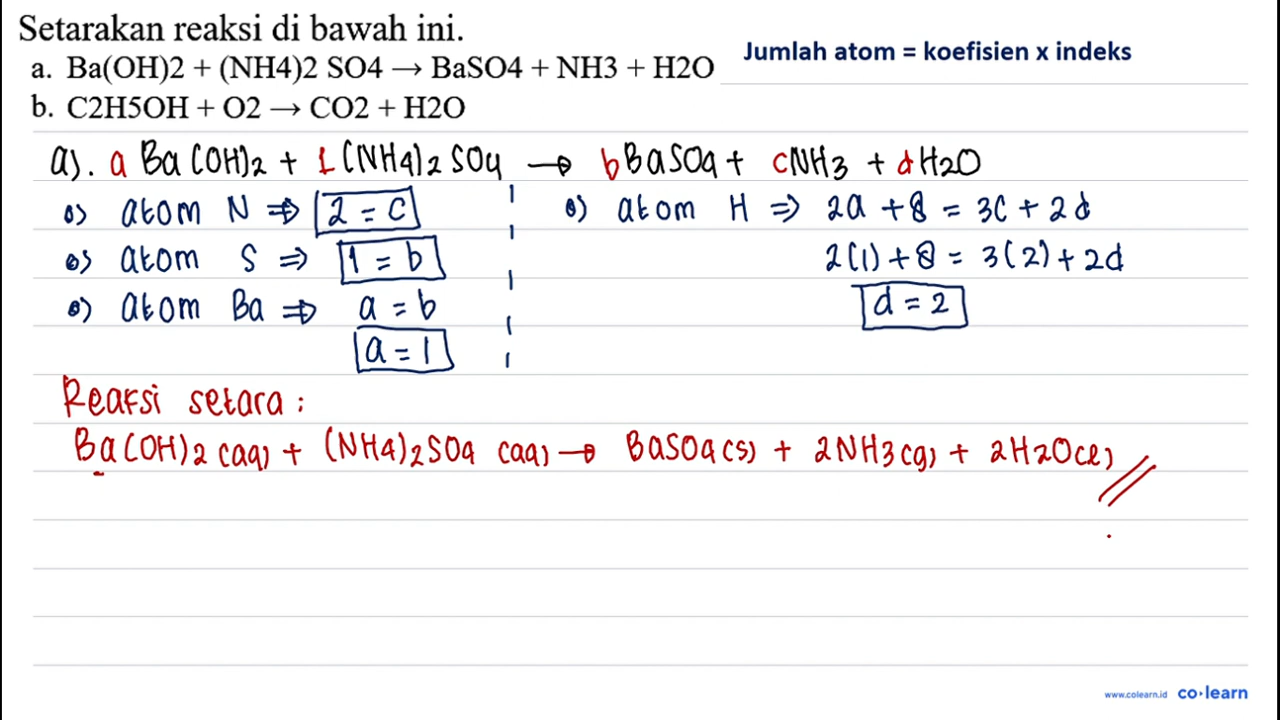 Setarakan reaksi di bawah ini.
a. Ba(OH)2 + (NH4)2 SO4 → BaSO4 + NH3 + H2O
Jumlah atom = koefisien x indeks
b. C2H5OH + O2 → CO2 + H2O
a). a Ba(OH)2 + 1 (NH4)2 SO4 → b BaSO4 + c NH3 + d H2O
•) atom N ⇒ 2 = c
•) atom S ⇒ 1 = b
•) atom Ba ⇒ a = b
a = 1
•) atom H ⇒ 2a + 8 = 3c + 2d
2(1) + 8 = 3(2) + 2d
d = 2
Reaksi setara :
Ba(OH)2 (aq) + (NH4)2SO4 (aq) → BaSO4(s) + 2NH3(g) + 2H2O(l)
www.colearn.id co•learn